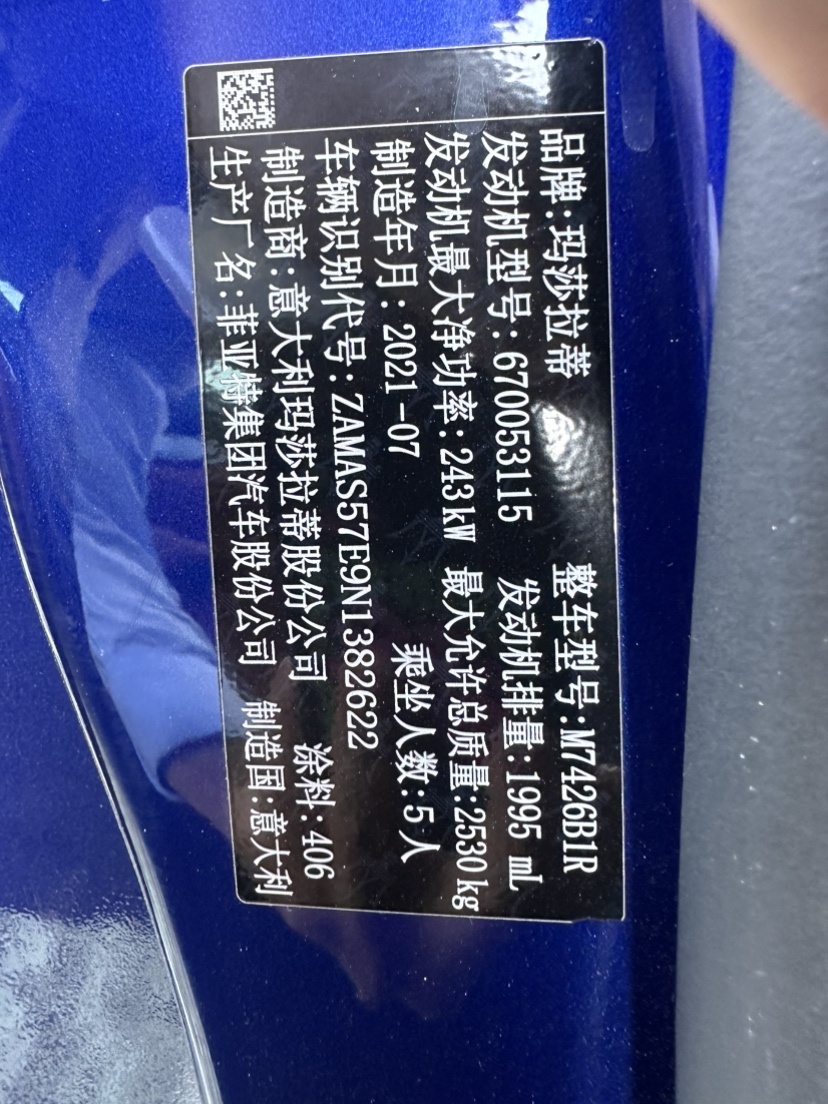 品牌:玛莎拉蒂 整车型号:M7426B1R
发动机型号:670053115 发动机排量:1995 mL
发动机最大净功率:243kW 最大允许总质量:2530kg
制造年月:2021-07 乘坐人数:5人
车辆识别代号:ZAMAS57E9N1382622
制造商:意大利玛莎拉蒂股份公司 涂料:406
生产厂名:菲亚特集团汽车股份公司 制造国:意大利